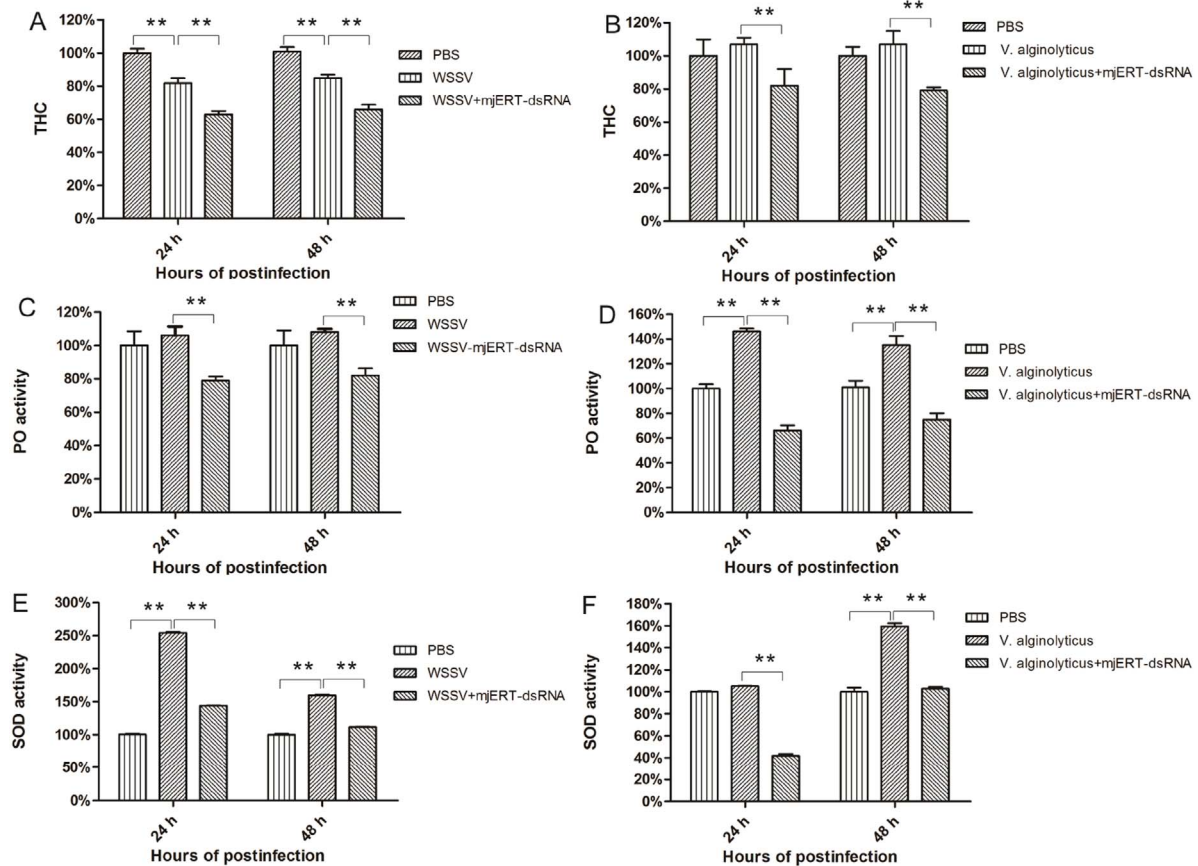 A
** ** ** **
120%
100%
80%
60%
40%
20%
0%
THC
24 h
48 h
Hours of postinfection
PBS
WSSV
WSSV+mjERT-dsRNA
B
** **
120%
100%
80%
60%
40%
20%
0%
THC
24 h
48 h
Hours of postinfection
PBS
V. alginolyticus
V. alginolyticus+mjERT-dsRNA
C
** **
120%
100%
80%
60%
40%
20%
0%
PO activity
24 h
48 h
Hours of postinfection
PBS
WSSV
WSSV-mjERT-dsRNA
D
** ** ** **
160%
140%
120%
100%
80%
60%
40%
20%
0%
PO activity
24 h
48 h
Hours of postinfection
PBS
V. alginolyticus
V. alginolyticus+mjERT-dsRNA
E
** ** ** **
300%
250%
200%
150%
100%
50%
0%
SOD activity
24 h
48 h
Hours of postinfection
PBS
WSSV
WSSV+mjERT-dsRNA
F
** ** **
180%
160%
140%
120%
100%
80%
60%
40%
20%
0%
SOD activity
24 h
48 h
Hours of postinfection
PBS
V. alginolyticus
V. alginolyticus+mjERT-dsRNA